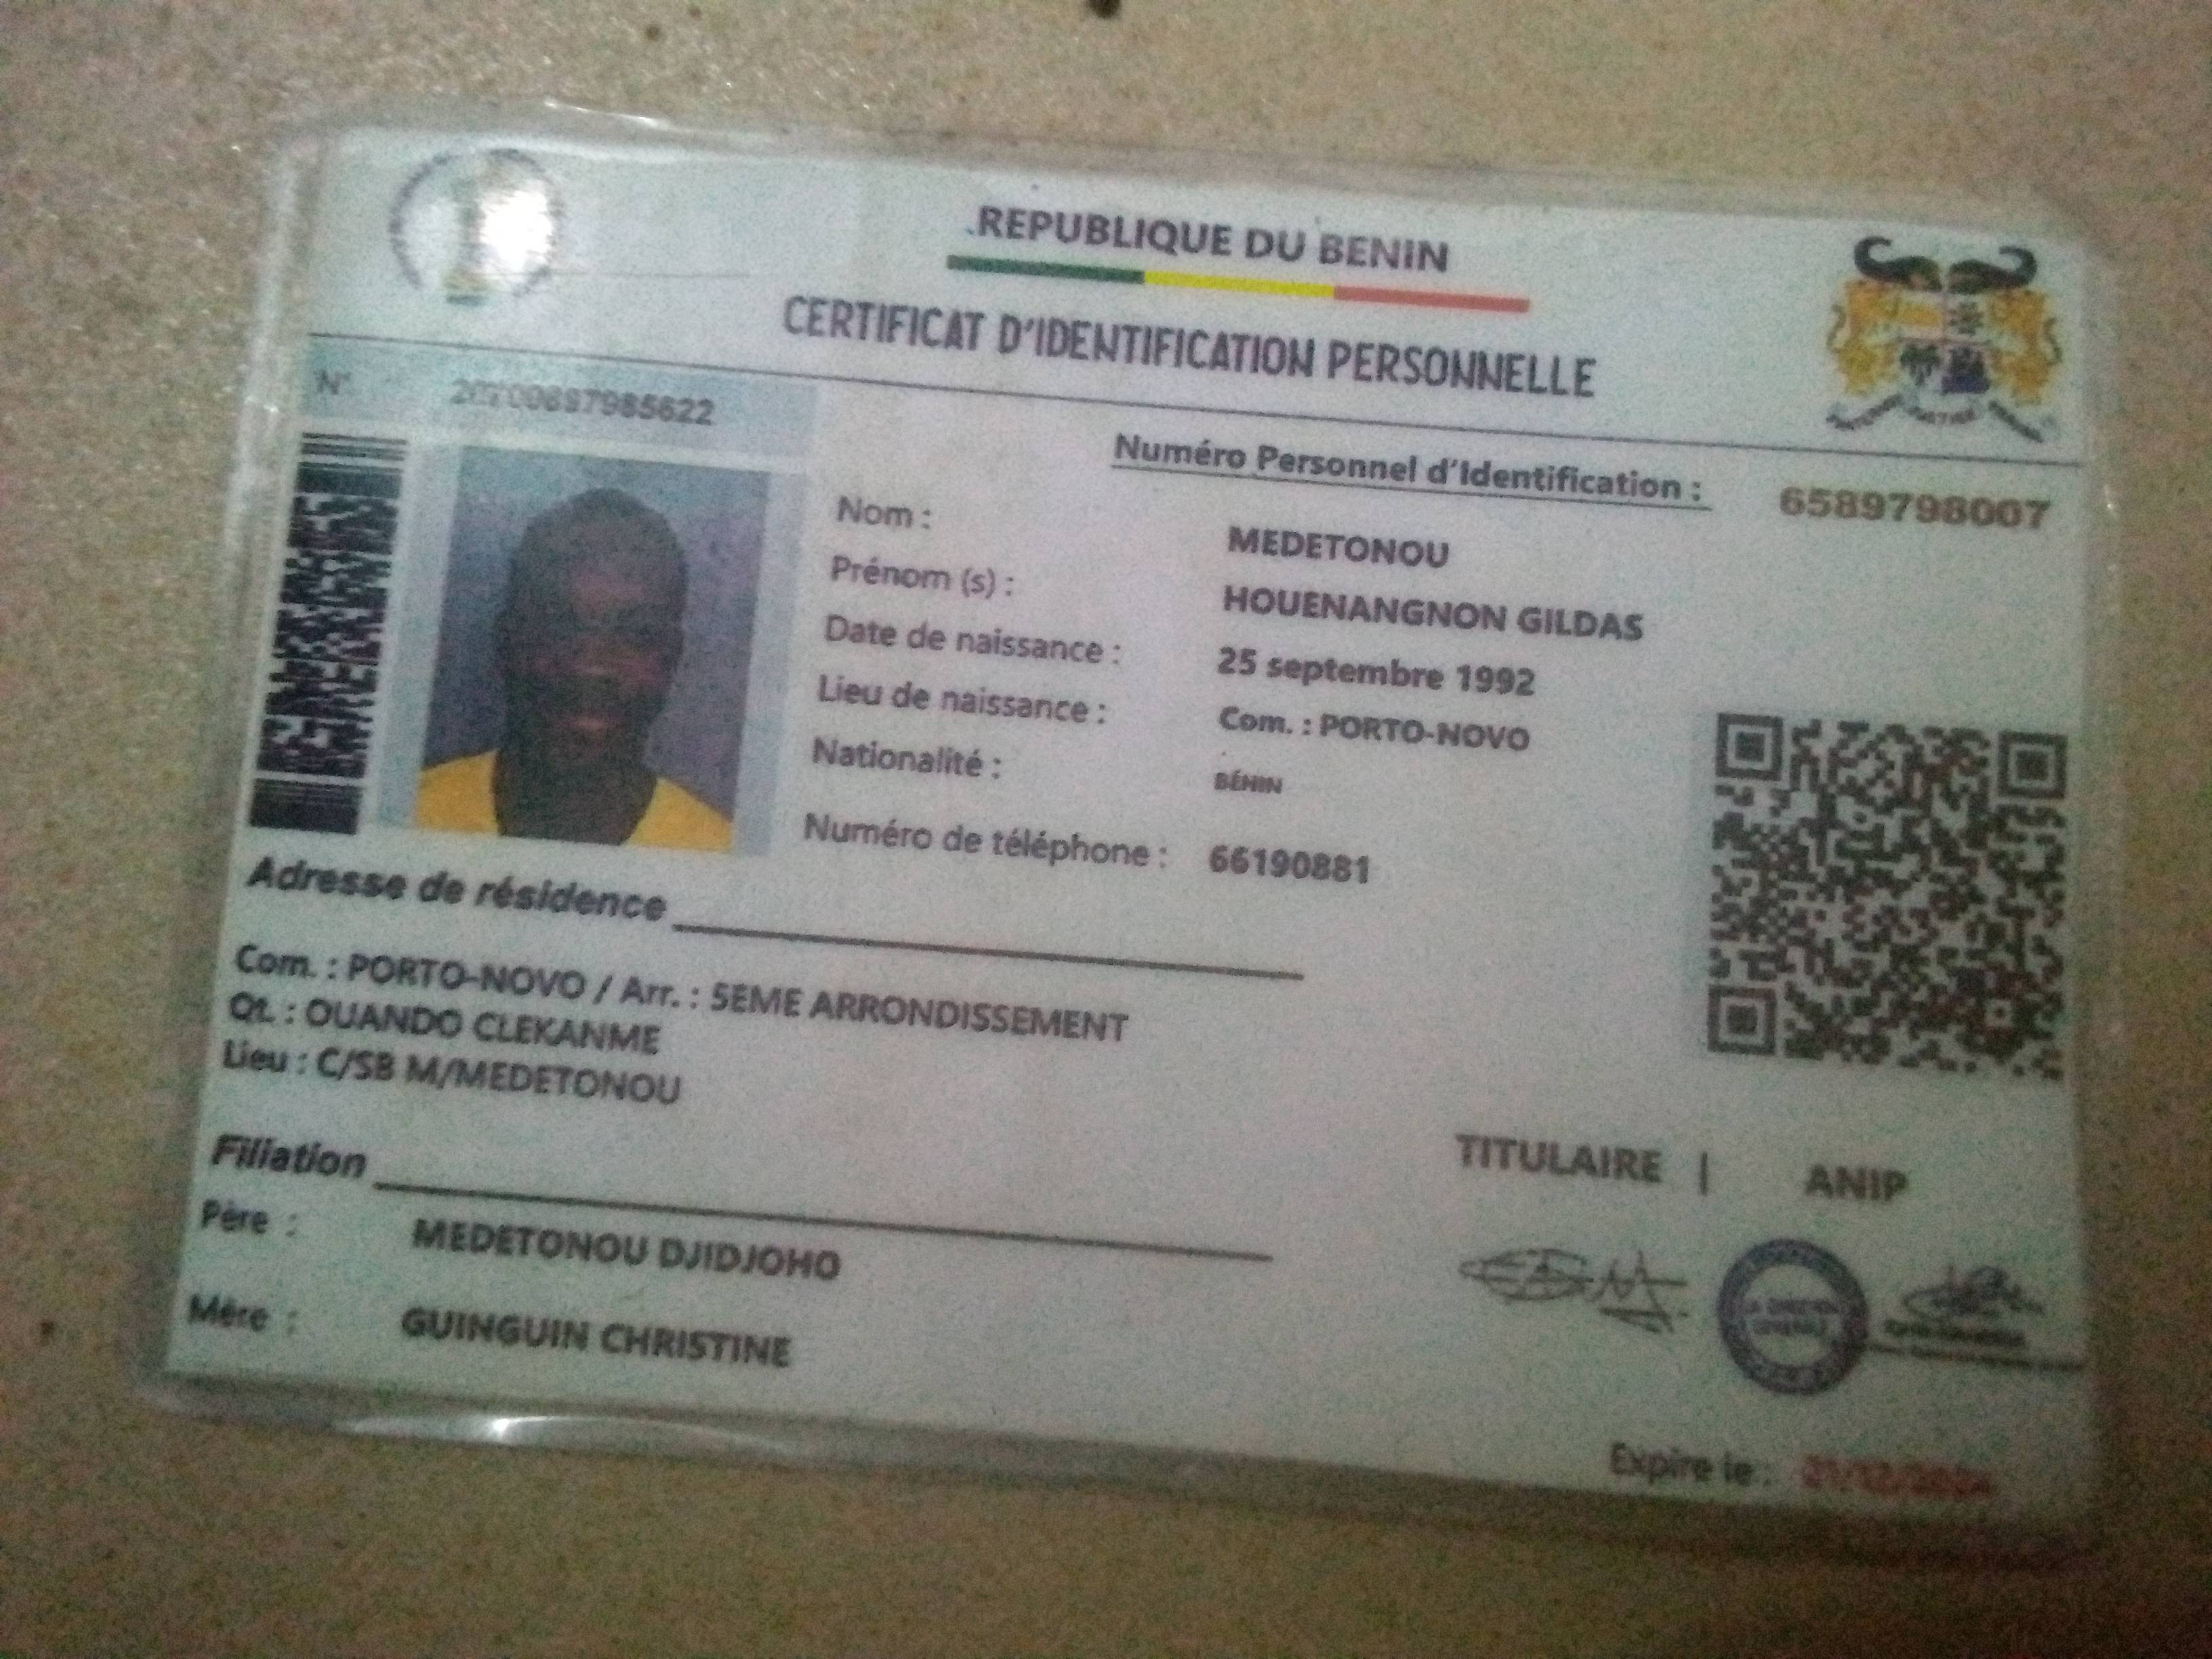 REPUBLIQUE DU BENIN
CERTIFICAT D'IDENTIFICATION PERSONNELLE
N°
Numéro Personnel d'Identification : 6589798007
Nom : MEDETONOU
Prénom (s) : HOUENANGNON GILDAS
Date de naissance : 25 septembre 1992
Lieu de naissance : Com. : PORTO-NOVO
Nationalité : BÉNIN
Numéro de téléphone : 66190881
Adresse de résidence
Com. : PORTO-NOVO / Arr. : 5EME ARRONDISSEMENT
Qt. : OUANDO CLEKANME
Lieu : C/SB M/MEDETONOU
Filiation
Père : MEDETONOU DJIDJOHO
Mère : GUINGUIN CHRISTINE
TITULAIRE | ANIP
Expire le :